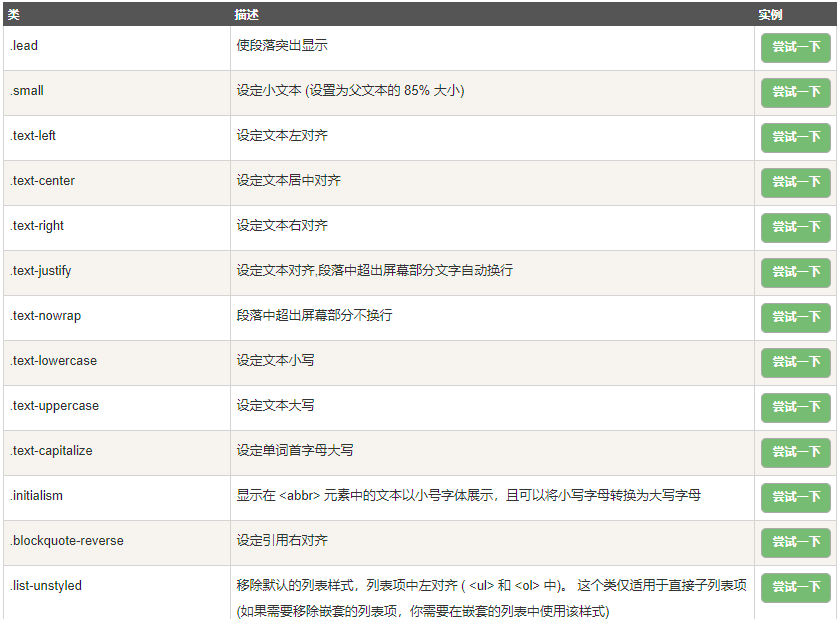 类 描述 实例
.lead 使段落突出显示 尝试一下
.small 设定小文本 (设置为父文本的 85% 大小) 尝试一下
.text-left 设定文本左对齐 尝试一下
.text-center 设定文本居中对齐 尝试一下
.text-right 设定文本右对齐 尝试一下
.text-justify 设定文本对齐,段落中超出屏幕部分文字自动换行 尝试一下
.text-nowrap 段落中超出屏幕部分不换行 尝试一下
.text-lowercase 设定文本小写 尝试一下
.text-uppercase 设定文本大写 尝试一下
.text-capitalize 设定单词首字母大写 尝试一下
.initialism 显示在 <abbr> 元素中的文本以小号字体展示，且可以将小写字母转换为大写字母 尝试一下
.blockquote-reverse 设定引用右对齐 尝试一下
.list-unstyled 移除默认的列表样式，列表项中左对齐 ( <ul> 和 <ol> 中)。 这个类仅适用于直接子列表项 尝试一下
(如果需要移除嵌套的列表项，你需要在嵌套的列表中使用该样式)